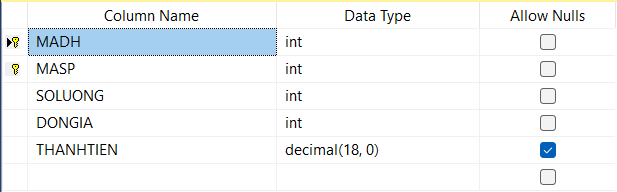 Column Name Data Type Allow Nulls
MADH int
MASP int
SOLUONG int
DONGIA int
THANHTIEN decimal(18, 0)